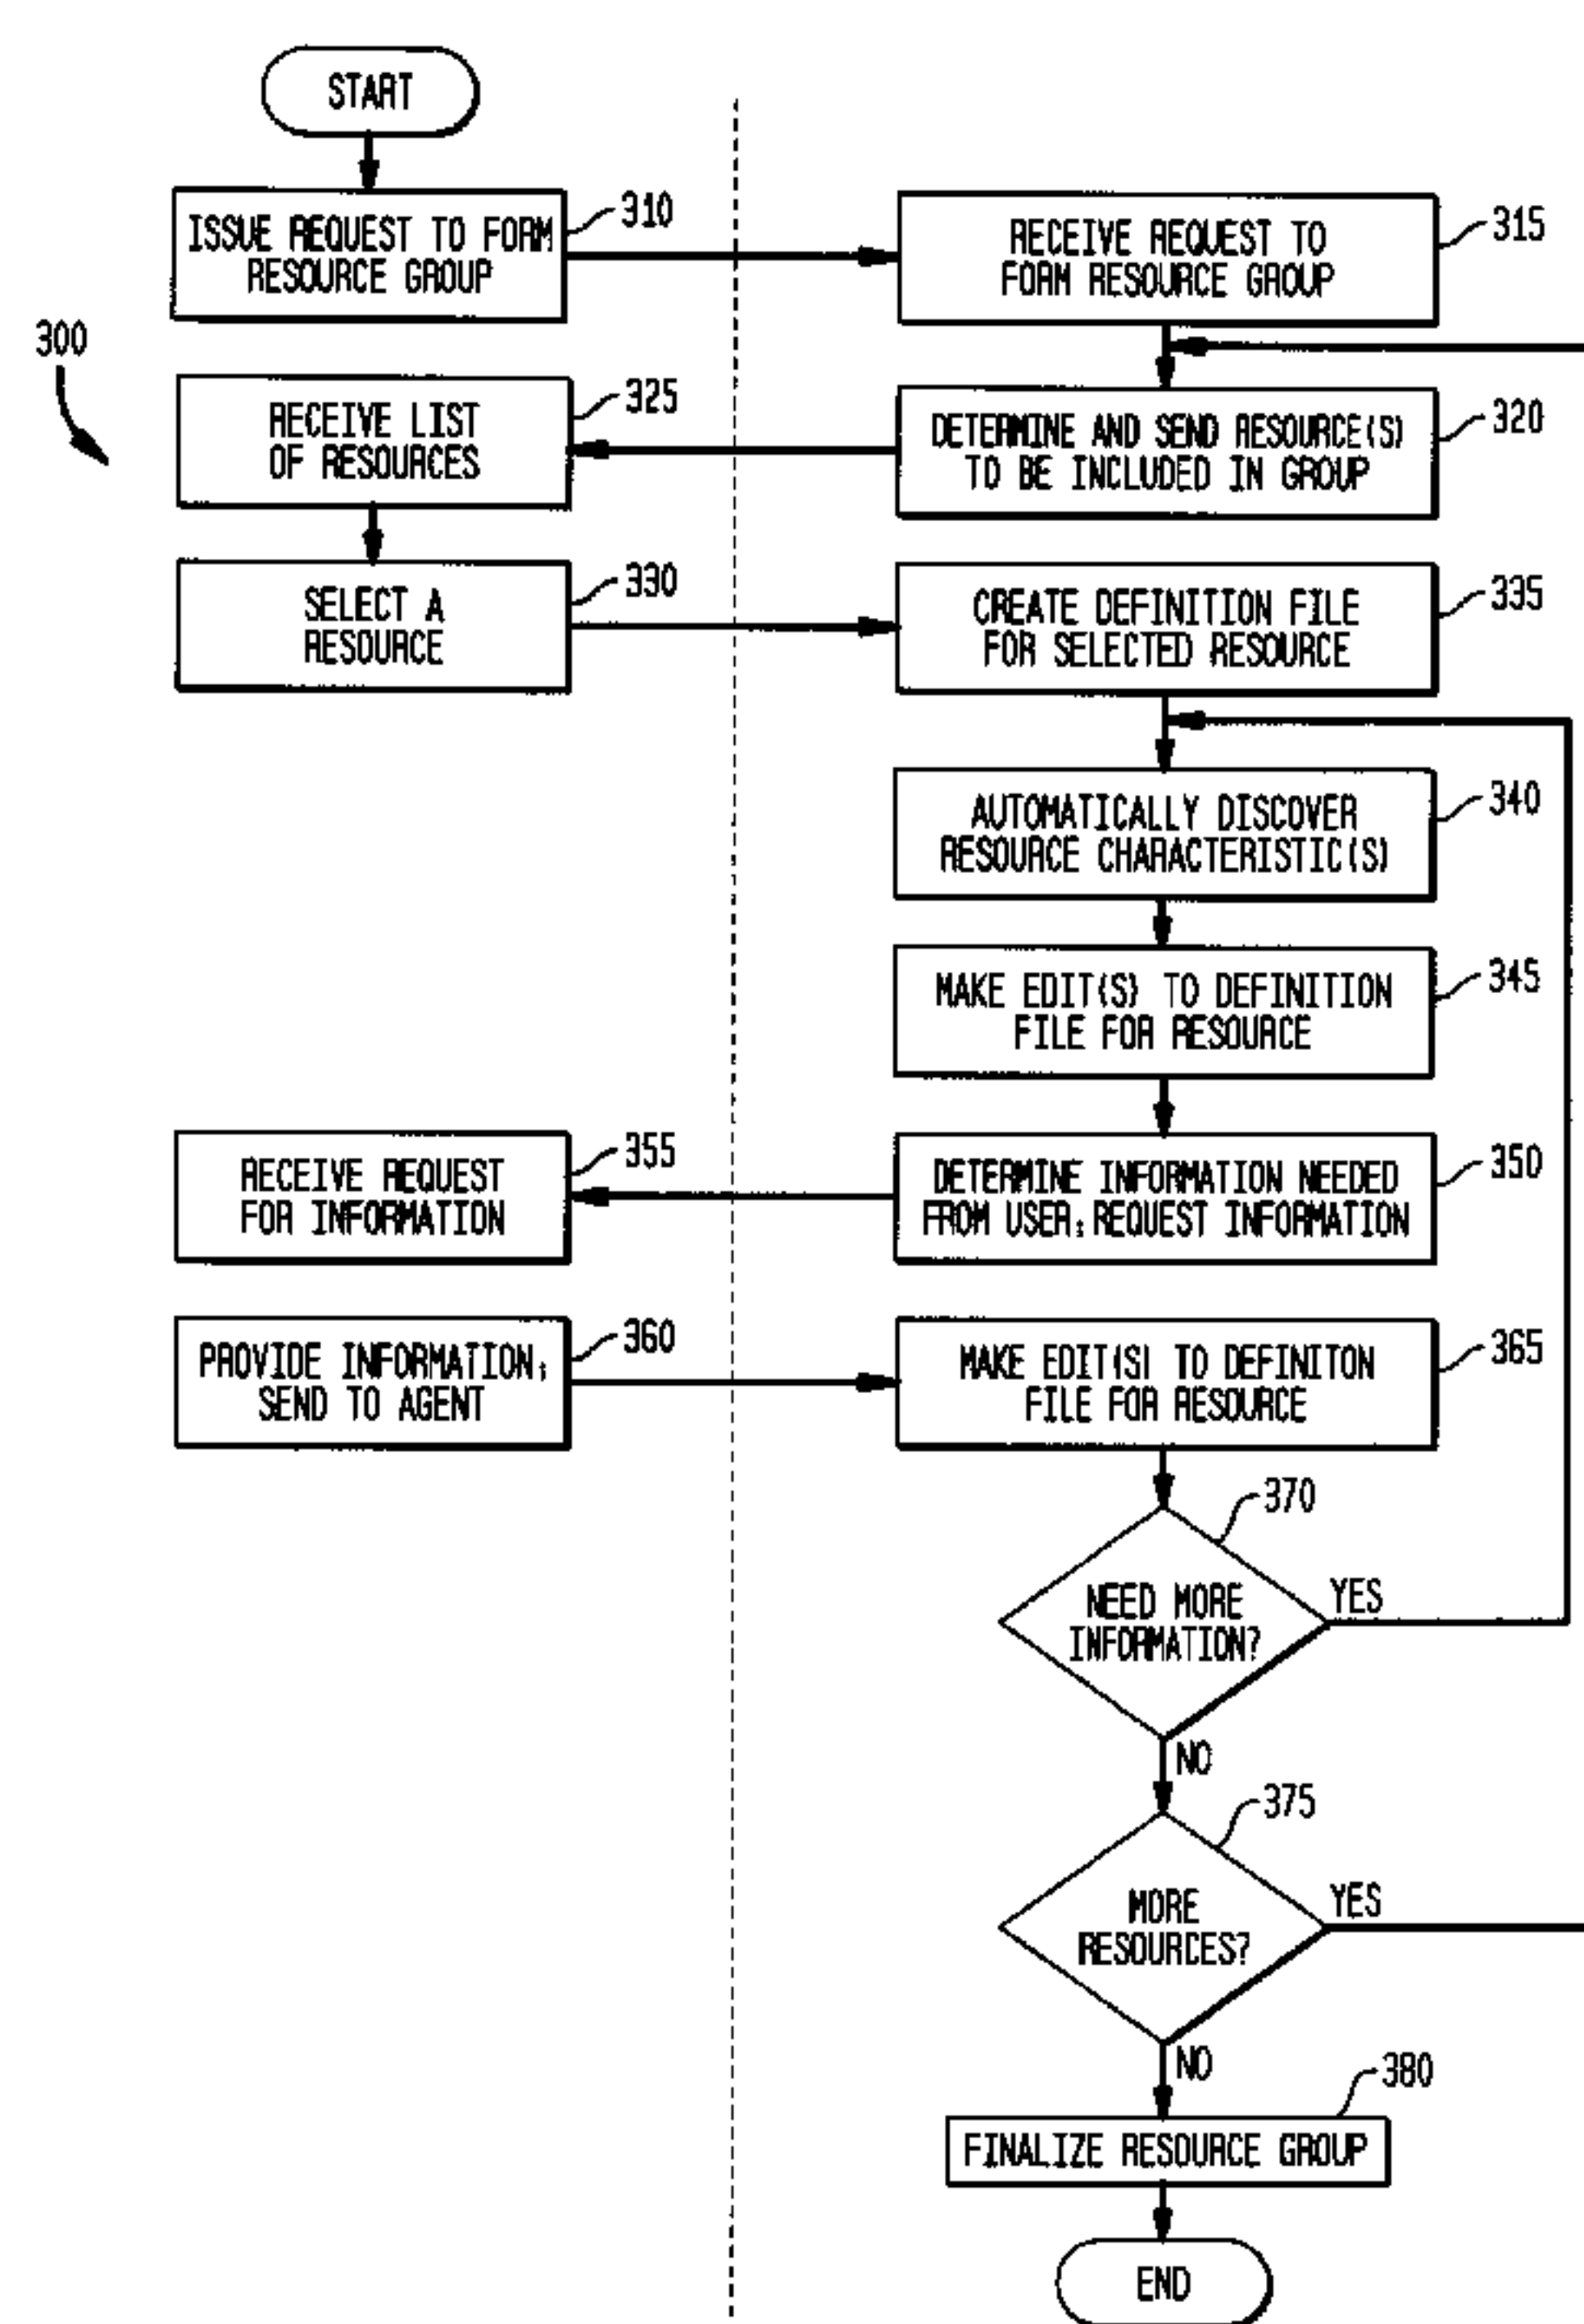 START
ISSUE REQUEST TO FORM
RESOURCE GROUP
310
RECEIVE REQUEST TO
FORM RESOURCE GROUP
315
300
RECEIVE LIST
OF RESOURCES
325
DETERMINE AND SEND RESOURCE(S)
TO BE INCLUDED IN GROUP
320
SELECT A
RESOURCE
330
CREATE DEFINITION FILE
FOR SELECTED RESOURCE
335
AUTOMATICALLY DISCOVER
RESOURCE CHARACTERISTIC(S)
340
MAKE EDIT(S) TO DEFINITION
FILE FOR RESOURCE
345
RECEIVE REQUEST
FOR INFORMATION
355
DETERMINE INFORMATION NEEDED
FROM USER; REQUEST INFORMATION
350
PROVIDE INFORMATION;
SEND TO AGENT
360
MAKE EDIT(S) TO DEFINITON
FILE FOR RESOURCE
365
370
NEED MORE
INFORMATION?
YES
NO
375
MORE
RESOURCES?
YES
NO
380
FINALIZE RESOURCE GROUP
END